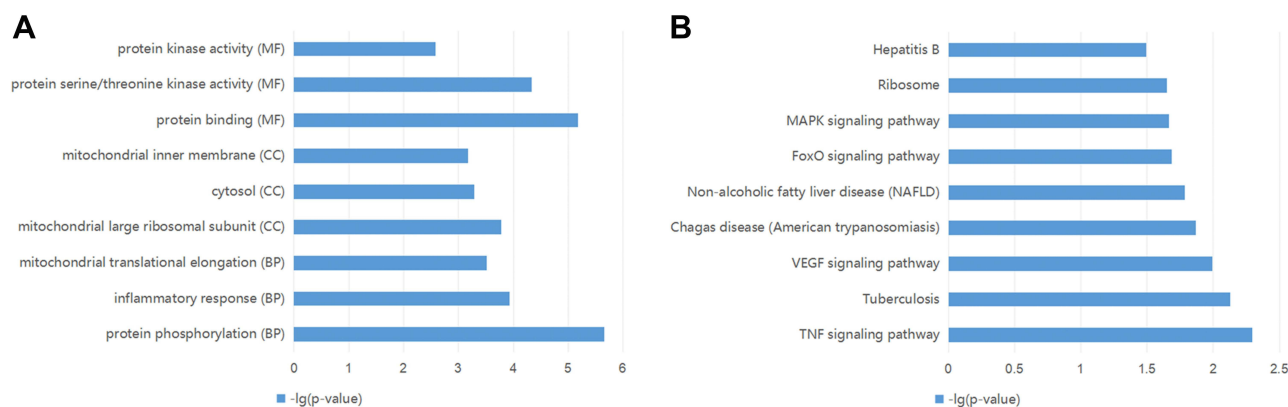 A
protein kinase activity (MF)
protein serine/threonine kinase activity (MF)
protein binding (MF)
mitochondrial inner membrane (CC)
cytosol (CC)
mitochondrial large ribosomal subunit (CC)
mitochondrial translational elongation (BP)
inflammatory response (BP)
protein phosphorylation (BP)
0 1 2 3 4 5 6
-lg(p-value)
B
Hepatitis B
Ribosome
MAPK signaling pathway
FoxO signaling pathway
Non-alcoholic fatty liver disease (NAFLD)
Chagas disease (American trypanosomiasis)
VEGF signaling pathway
Tuberculosis
TNF signaling pathway
0 0.5 1 1.5 2 2.5
-lg(p-value)